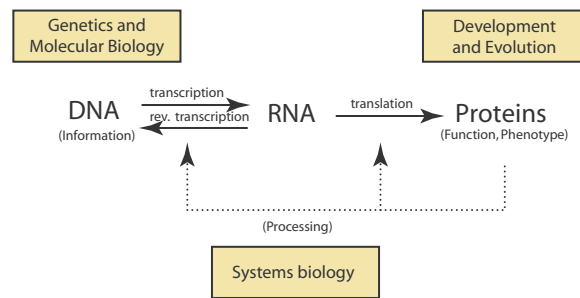 Genetics and
Molecular Biology
Development
and Evolution
transcription
translation
DNA
rev. transcription
RNA
Proteins
(Information)
(Function, Phenotype)
(Processing)
Systems biology